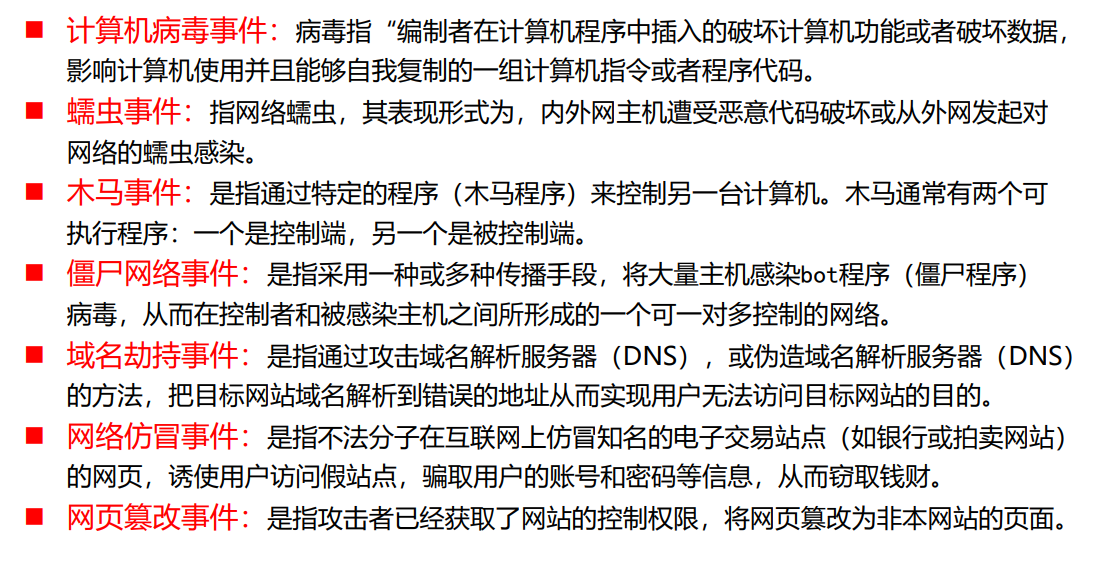 ■ 计算机病毒事件：病毒指“编制者在计算机程序中插入的破坏计算机功能或者破坏数据，
影响计算机使用并且能够自我复制的一组计算机指令或者程序代码。
■ 蠕虫事件：指网络蠕虫，其表现形式为，内外网主机遭受恶意代码破坏或从外网发起对
网络的蠕虫感染。
■ 木马事件：是指通过特定的程序（木马程序）来控制另一台计算机。木马通常有两个可
执行程序：一个是控制端，另一个是被控制端。
■ 僵尸网络事件：是指采用一种或多种传播手段，将大量主机感染bot程序（僵尸程序）
病毒，从而在控制者和被感染主机之间所形成的一个可一对多控制的网络。
■ 域名劫持事件：是指通过攻击域名解析服务器（DNS），或伪造域名解析服务器（DNS）
的方法，把目标网站域名解析到错误的地址从而实现用户无法访问目标网站的目的。
■ 网络仿冒事件：是指不法分子在互联网上仿冒知名的电子交易站点（如银行或拍卖网站）
的网页，诱使用户访问假站点，骗取用户的账号和密码等信息，从而窃取钱财。
■ 网页篡改事件：是指攻击者已经获取了网站的控制权限，将网页篡改为非本网站的页面。